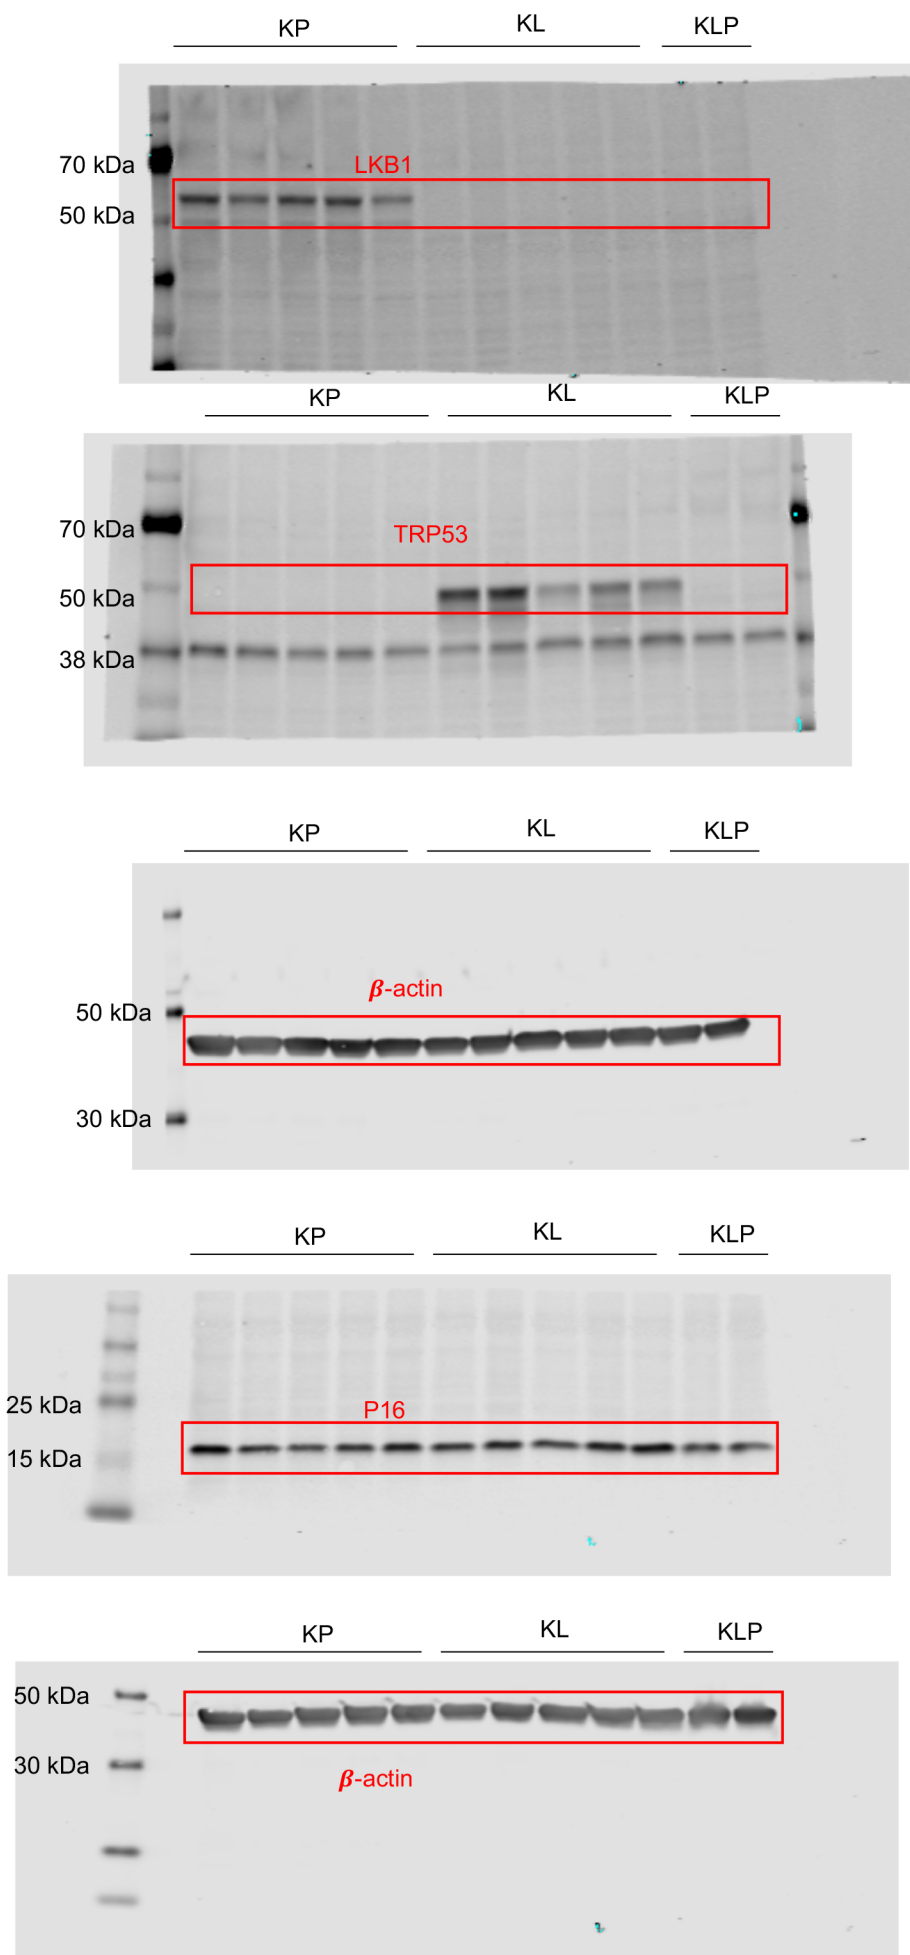 KP KL KLP
70 kDa
LKB1
50 kDa
KP KL KLP
70 kDa
TRP53
50 kDa
38 kDa
KP KL KLP
β-actin
50 kDa
30 kDa
KP KL KLP
25 kDa
P16
15 kDa
KP KL KLP
50 kDa
30 kDa
β-actin